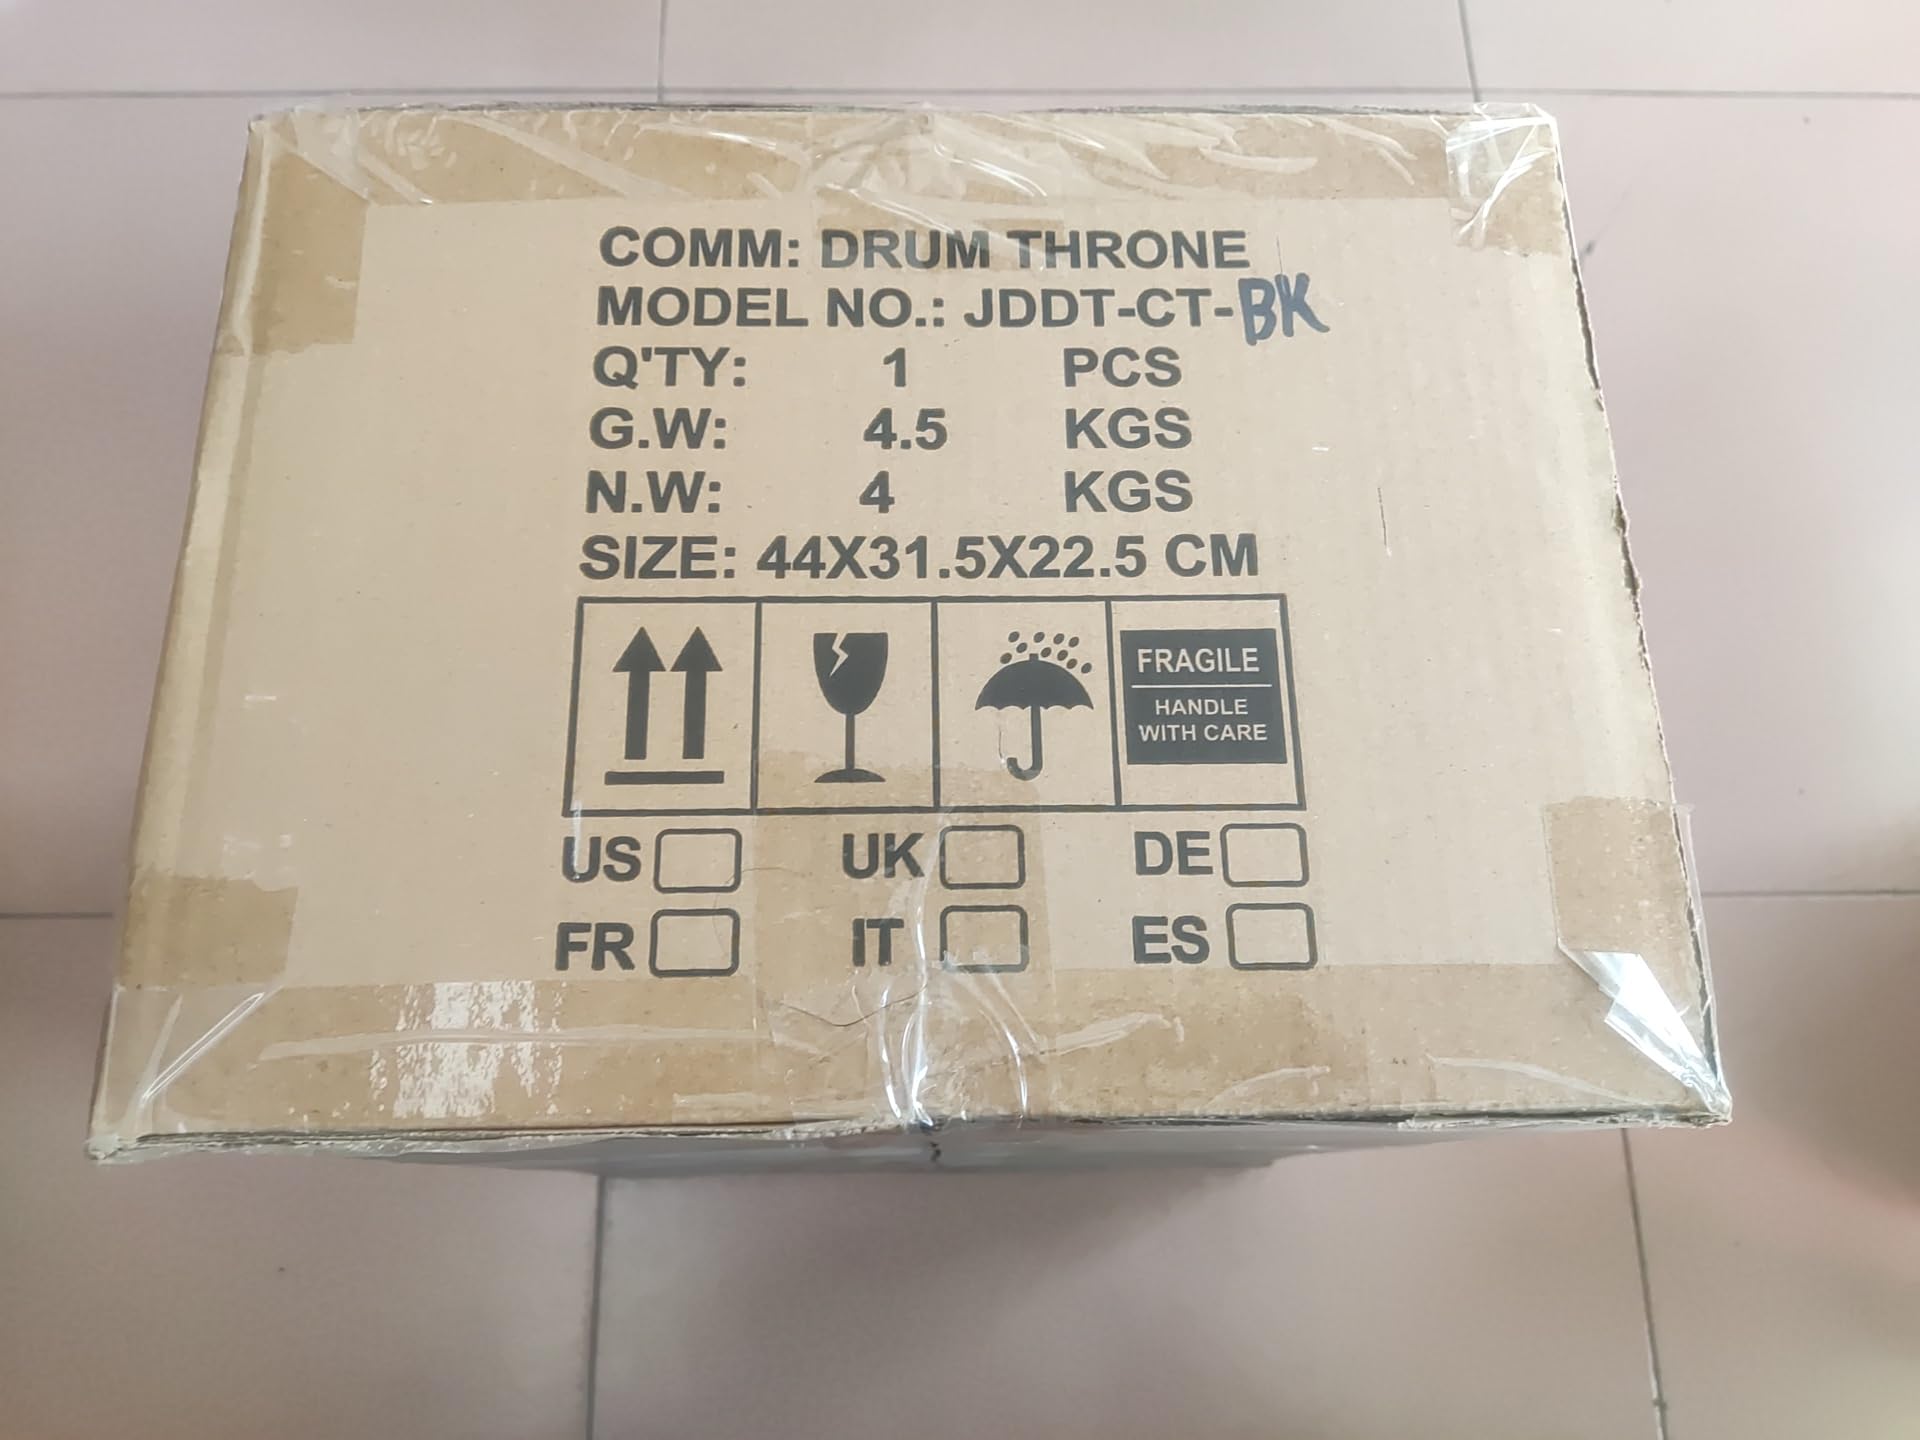 COMM: DRUM THRONE
MODEL NO.: JDDT-CT-BK
Q'TY: 1 PCS
G.W: 4.5 KGS
N.W: 4 KGS
SIZE: 44X31.5X22.5 CM
FRAGILE
HANDLE
WITH CARE
US UK DE
FR IT ES